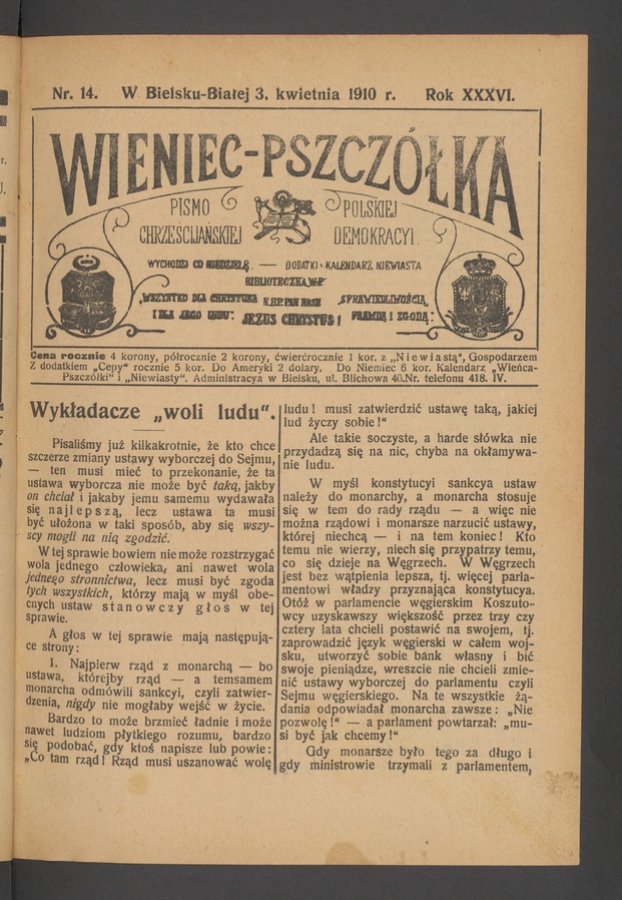 Nr. 14. W Bielsku-Białej 3. kwietnia 1910 r. Rok XXXVI.
WIENIEC-PSZCZÓŁKA
PISMO POLSKIEJ
CHRZEŚCIJAŃSKIEJ DEMOKRACYI.
WYCHODZI CO NIEDZIELĘ. — DODATKI: KALENDARZ, NIEWIASTA
BIBLIOTECZKA „W-P"
„WSZYSTKO DLA CHRYSTUSA N.B.P. PAN NASZ „SPRAWIEDLIWOŚCIĄ,
I DLA JEGO LUDU". JEZUS CHRYSTUS! PRAWDĄ I ZGODĄ."
Cena rocznie 4 korony, półrocznie 2 korony, ćwierćrocznie 1 kor. z „Niewiastą", Gospodarzem
Z dodatkiem „Cepy" rocznie 5 kor. Do Ameryki 2 dolary. Do Niemiec 6 kor. Kalendarz „Wieńca-
Pszczółki" i „Niewiasty". Administracya w Bielsku, ul. Blichowa 40.Nr. telefonu 418. IV.
Wykładacze „woli ludu".
Pisaliśmy już kilkakrotnie, że kto chce
szczerze zmiany ustawy wyborczej do Sejmu,
— ten musi mieć to przekonanie, że ta
ustawa wyborcza nie może być taką, jakby
on chciał i jakaby jemu samemu wydawała
się najlepszą, lecz ustawa ta musi
być ułożona w taki sposób, aby się wszy-
scy mogli na nią zgodzić.
W tej sprawie bowiem nie może rozstrzygać
wola jednego człowieka, ani nawet wola
jednego stronnictwa, lecz musi być zgoda
tych wszystkich, którzy mają w myśl obe-
cnych ustaw stanowczy głos w tej
sprawie.
A głos w tej sprawie mają następują-
ce strony:
1. Najpierw rząd z monarchą — bo
ustawa, którejby rząd — a temsamem
monarcha odmówili sankcyi, czyli zatwier-
dzenia, nigdy nie mogłaby wejść w życie.
Bardzo to może brzmieć ładnie i może
nawet ludziom płytkiego rozumu, bardzo
się podobać, gdy ktoś napisze lub powie:
„Co tam rząd! Rząd musi uszanować wolę
ludu! musi zatwierdzić ustawę taką, jakiej
lud życzy sobie!"
Ale takie soczyste, a harde słówka nie
przydadzą się na nic, chyba na okłamywa-
nie ludu.
W myśl konstytucyi sankcya ustaw
należy do monarchy, a monarcha stosuje
się w tem do rady rządu — a więc nie
można rządowi i monarsze narzucić ustawy,
której niechcą — i na tem koniec! Kto
temu nie wierzy, niech się przypatrzy temu,
co się dzieje na Węgrzech. W Węgrzech
jest bez wątpienia lepsza, tj. więcej parla-
mentowi władzy przyznająca konstytucya.
Otóż w parlamencie węgierskim Koszuto-
wcy uzyskawszy większość przez trzy czy
cztery lata chcieli postawić na swojem, tj.
zaprowadzić język węgierski w całem woj-
sku, utworzyć sobie bank własny i bić
swoje pieniądze, wreszcie nie chcieli zmie-
nić ustawy wyborczej do parlamentu czyli
Sejmu węgierskiego. Na te wszystkie żą-
dania odpowiadał monarcha zawsze: „Nie
pozwolę!" — a parlament powtarzał: „mu-
si być jak chcemy!"
Gdy monarsze było tego za długo i
gdy ministrowie trzymali z parlamentem,